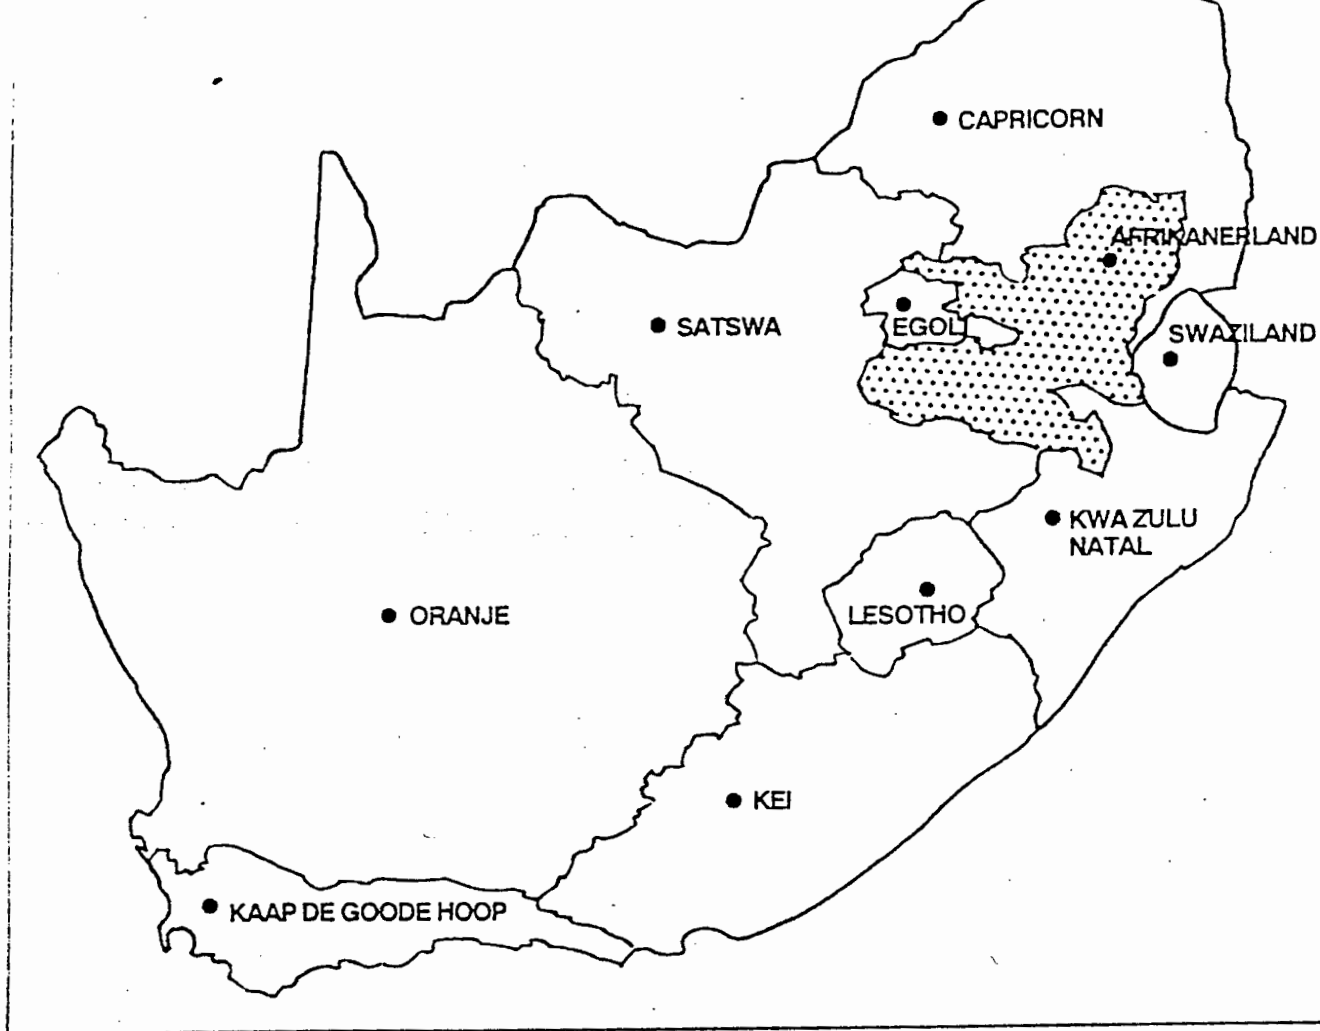 CAPRICORN
AFRIKANERLAND
EGOLI
SATSWA
SWAZILAND
KWA ZULU
NATAL
LESOTHO
ORANJE
KEI
KAAP DE GOODE HOOP